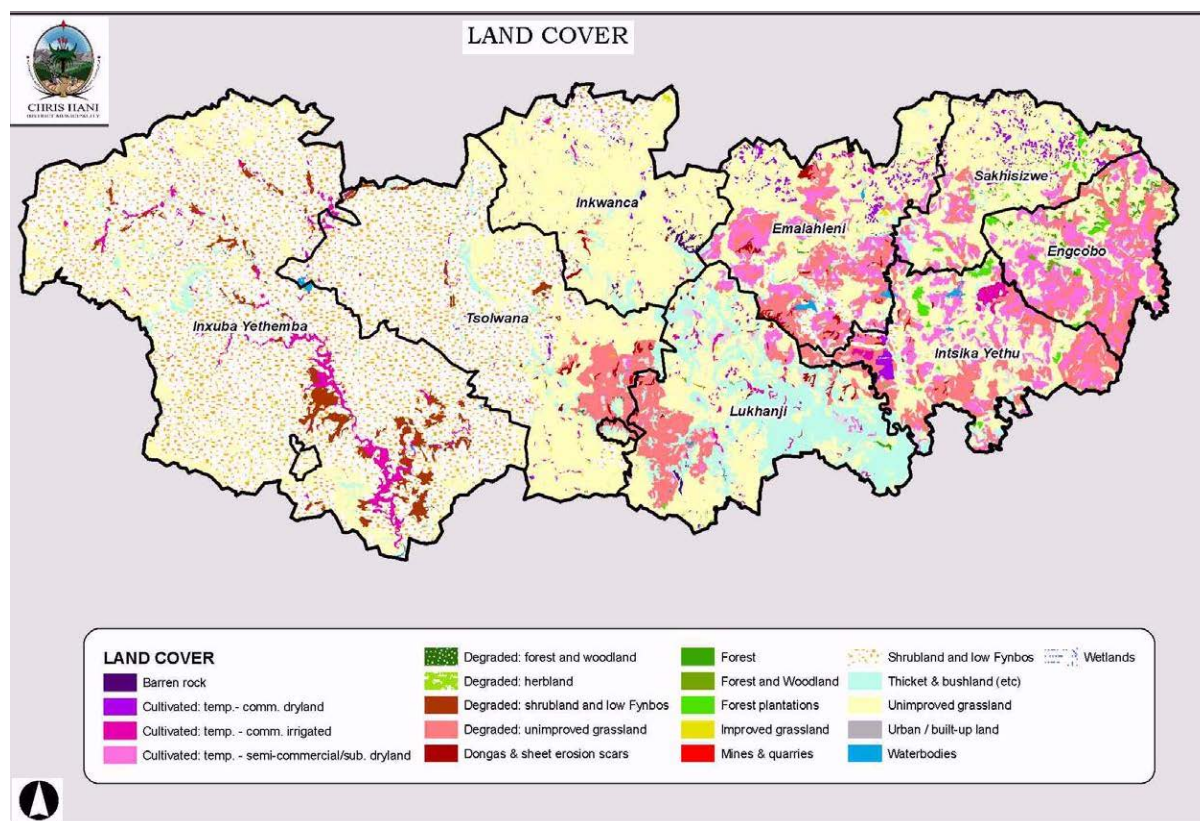 LAND COVER
CHRIS HANI
DISTRICT MUNICIPALITY
Sakhisizwe
Inkwanca
Emalahleni
Engcobo
Inxuba Yethemba
Tsolwana
Intsika Yethu
Lukhanji
LAND COVER
Barren rock
Cultivated: temp.- comm. dryland
Cultivated: temp. - comm. irrigated
Cultivated: temp. - semi-commercial/sub. dryland
Degraded: forest and woodland
Degraded: herbland
Degraded: shrubland and low Fynbos
Degraded: unimproved grassland
Dongas & sheet erosion scars
Forest
Forest and Woodland
Forest plantations
Improved grassland
Mines & quarries
Shrubland and low Fynbos
Thicket & bushland (etc)
Unimproved grassland
Urban / built-up land
Waterbodies
Wetlands